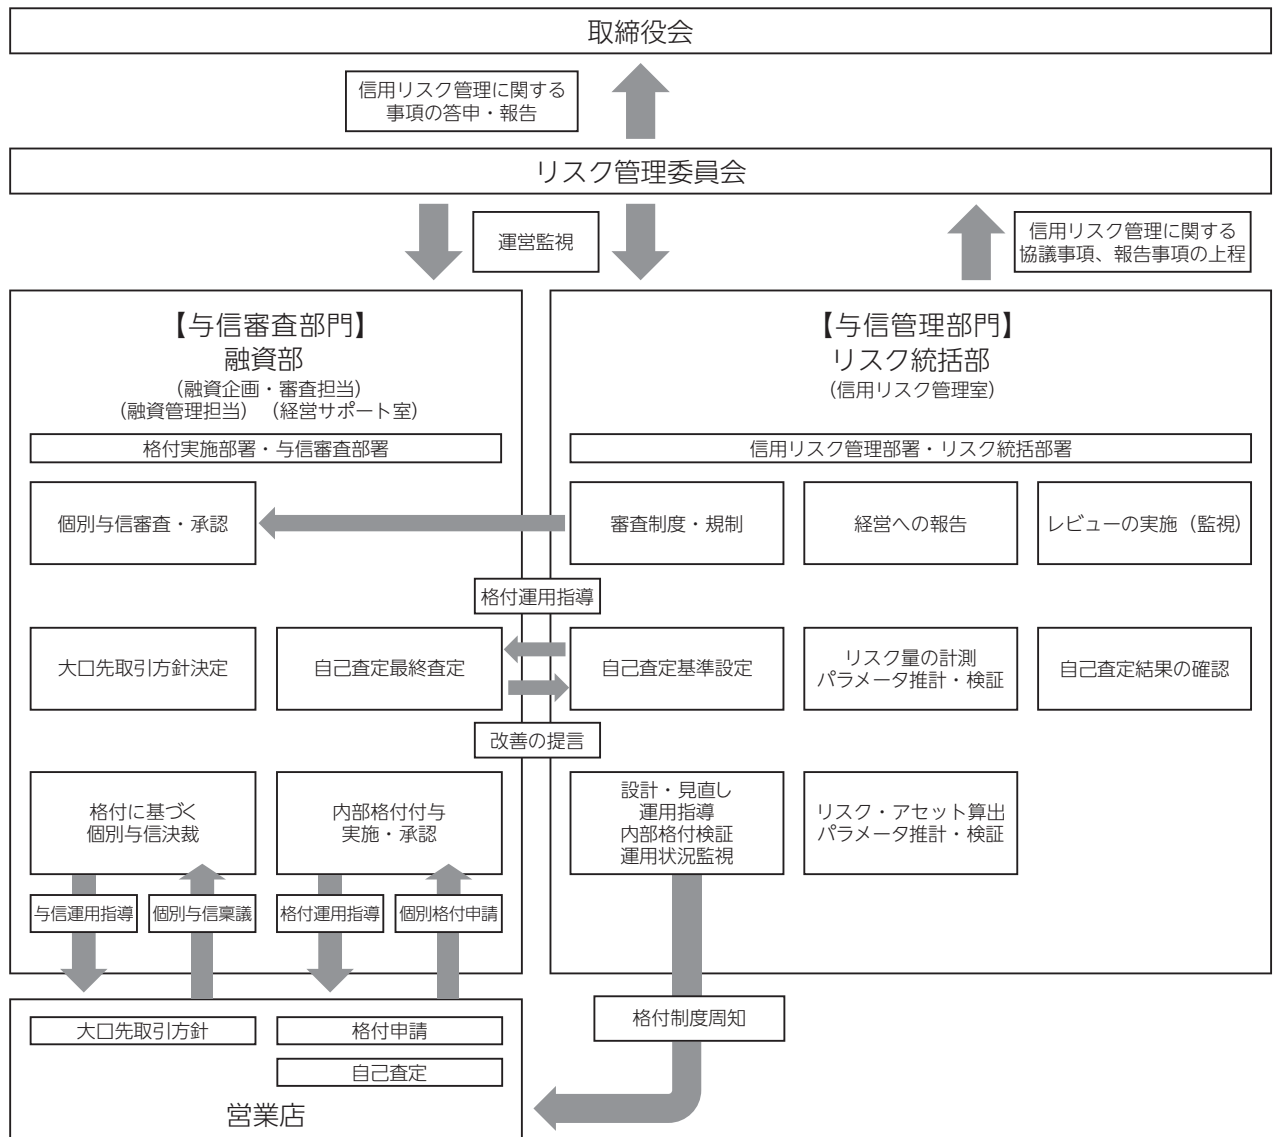 取締役会
信用リスク管理に関する
事項の答申・報告
リスク管理委員会
運営監視
信用リスク管理に関する
協議事項、報告事項の上程
【与信審査部門】
融資部
(融資企画・審査担当)
(融資管理担当) (経営サポート室)
格付実施部署・与信審査部署
【与信管理部門】
リスク統括部
(信用リスク管理室)
信用リスク管理部署・リスク統括部署
個別与信審査・承認
審査制度・規制
経営への報告
レビューの実施(監視)
格付運用指導
大口先取引方針決定
自己査定最終査定
自己査定基準設定
リスク量の計測
パラメータ推計・検証
自己査定結果の確認
改善の提言
格付に基づく
個別与信決裁
内部格付付与
実施・承認
設計・見直し
運用指導
内部格付検証
運用状況監視
リスク・アセット算出
パラメータ推計・検証
与信運用指導
個別与信稟議
格付運用指導
個別格付申請
格付制度周知
大口先取引方針
格付申請
自己査定
営業店